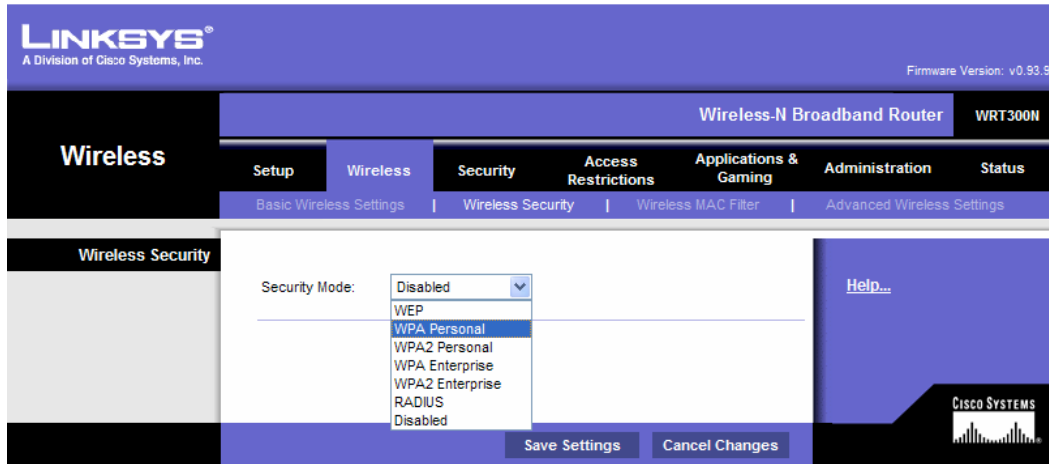 LINKSYS®
A Division of Cisco Systems, Inc.
Firmware Version: v0.93.9
Wireless-N Broadband Router WRT300N
Wireless
Setup Wireless Security Access Restrictions Applications & Gaming Administration Status
Basic Wireless Settings | Wireless Security | Wireless MAC Filter | Advanced Wireless Settings
Wireless Security
Security Mode: Disabled
Help...
WEP
WPA Personal
WPA2 Personal
WPA Enterprise
WPA2 Enterprise
RADIUS
Disabled
CISCO SYSTEMS
Save Settings Cancel Changes